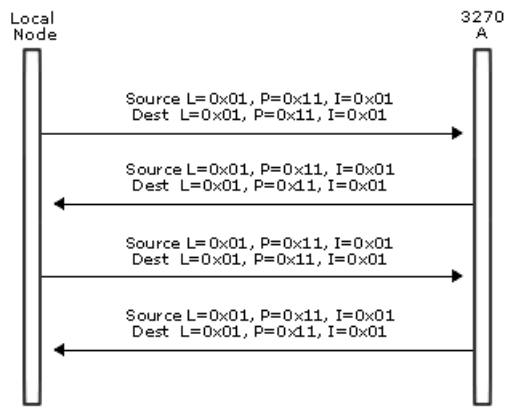 Local
Node
3270
A
Source L=0x01, P=0x11, I=0x01
Dest L=0x01, P=0x11, I=0x01
Source L=0x01, P=0x11, I=0x01
Dest L=0x01, P=0x11, I=0x01
Source L=0x01, P=0x11, I=0x01
Dest L=0x01, P=0x11, I=0x01
Source L=0x01, P=0x11, I=0x01
Dest L=0x01, P=0x11, I=0x01